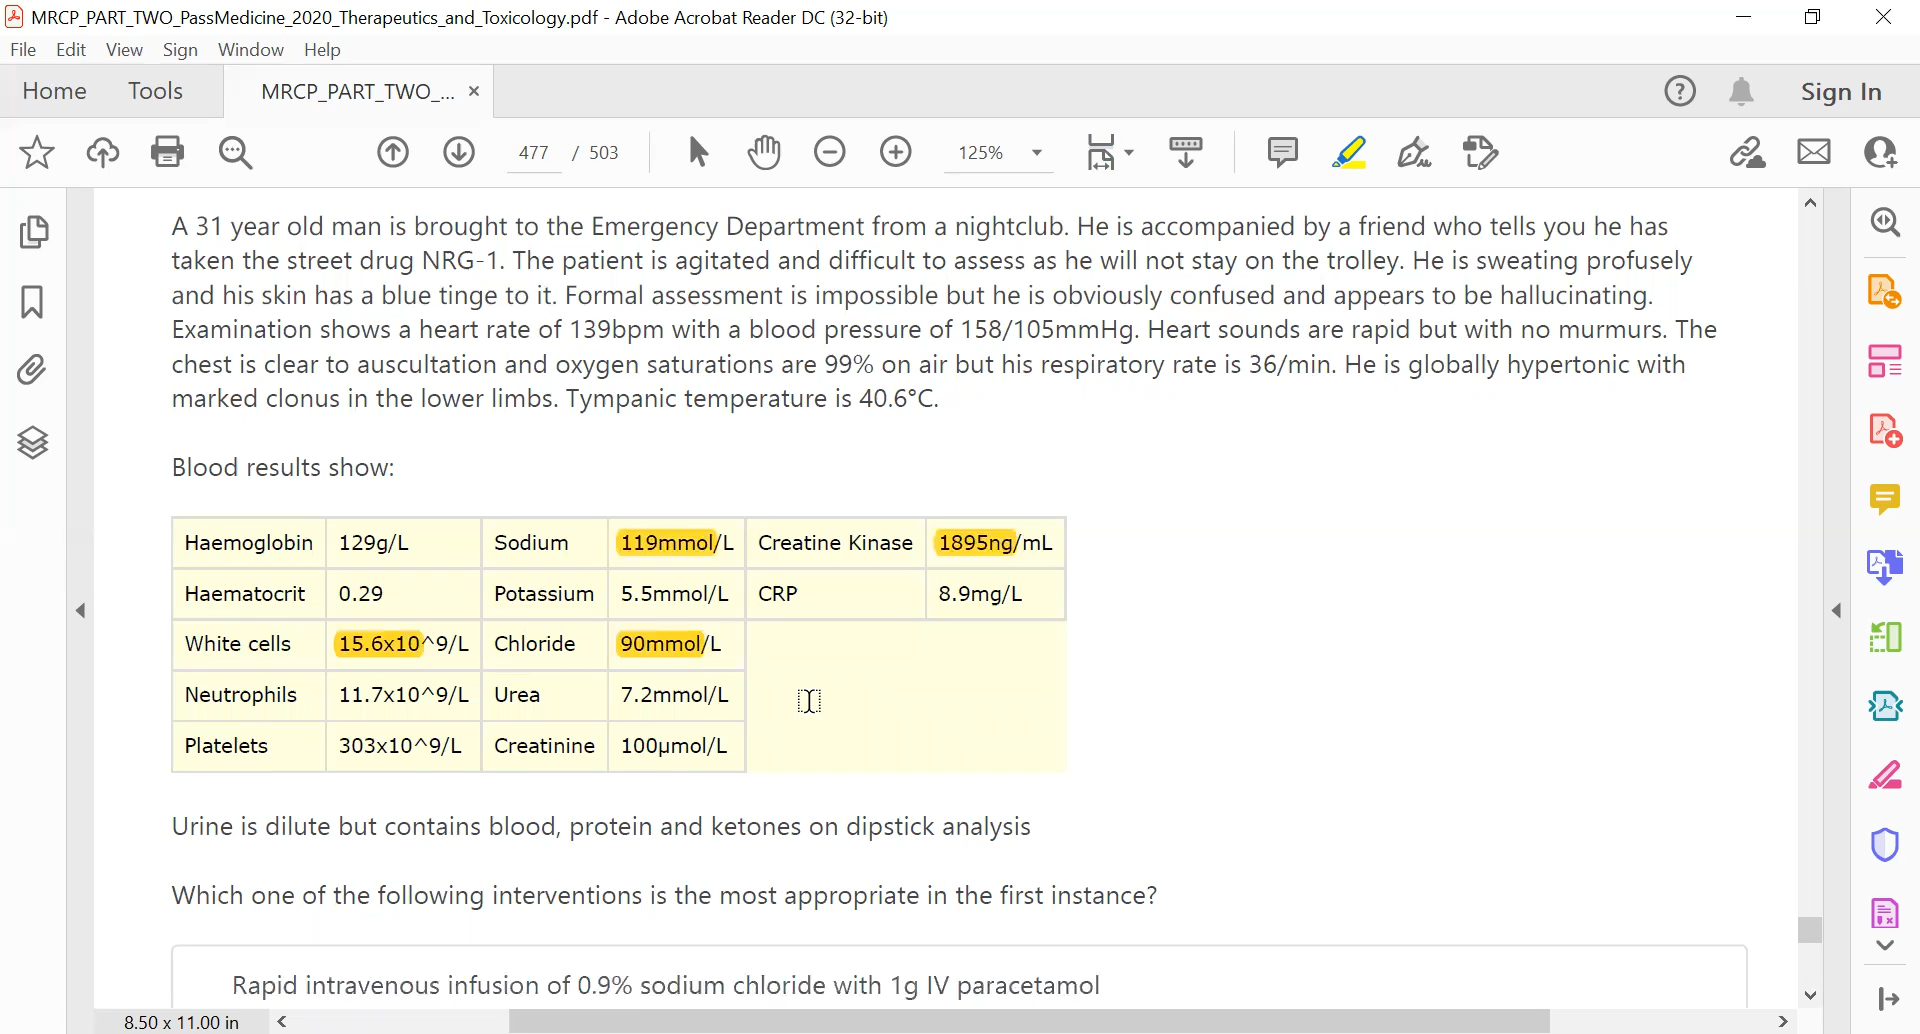 MRCP_PART_TWO_PassMedicine_2020_Therapeutics_and_Toxicology.pdf - Adobe Acrobat Reader DC (32-bit)
File Edit View Sign Window Help
Home Tools MRCP_PART_TWO_... × Sign In
477 / 503 125%
A 31 year old man is brought to the Emergency Department from a nightclub. He is accompanied by a friend who tells you he has
taken the street drug NRG-1. The patient is agitated and difficult to assess as he will not stay on the trolley. He is sweating profusely
and his skin has a blue tinge to it. Formal assessment is impossible but he is obviously confused and appears to be hallucinating.
Examination shows a heart rate of 139bpm with a blood pressure of 158/105mmHg. Heart sounds are rapid but with no murmurs. The
chest is clear to auscultation and oxygen saturations are 99% on air but his respiratory rate is 36/min. He is globally hypertonic with
marked clonus in the lower limbs. Tympanic temperature is 40.6°C.
Blood results show:
Haemoglobin 129g/L Sodium 119mmol/L Creatine Kinase 1895ng/mL
Haematocrit 0.29 Potassium 5.5mmol/L CRP 8.9mg/L
White cells 15.6x10^9/L Chloride 90mmol/L
Neutrophils 11.7x10^9/L Urea 7.2mmol/L
Platelets 303x10^9/L Creatinine 100µmol/L
Urine is dilute but contains blood, protein and ketones on dipstick analysis
Which one of the following interventions is the most appropriate in the first instance?
Rapid intravenous infusion of 0.9% sodium chloride with 1g IV paracetamol
8.50 x 11.00 in